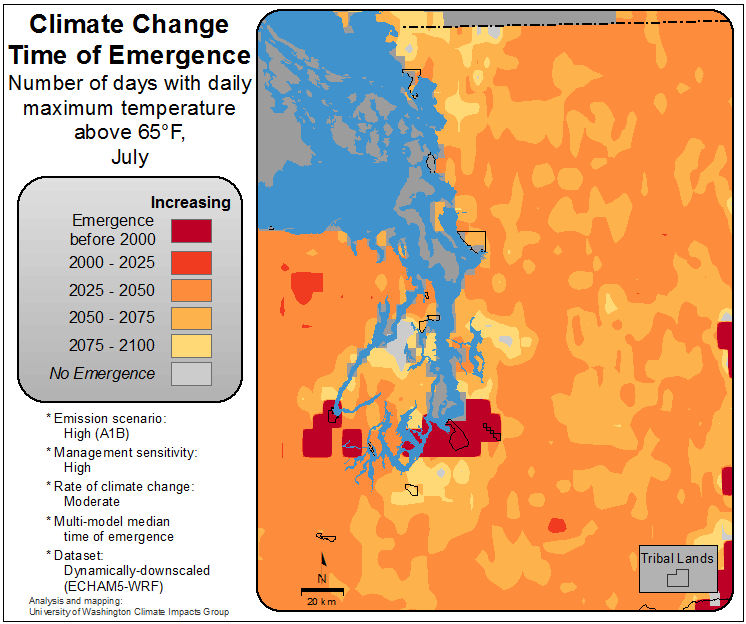 Climate Change
Time of Emergence
Number of days with daily
maximum temperature
above 65°F,
July
Increasing
Emergence
before 2000
2000 - 2025
2025 - 2050
2050 - 2075
2075 - 2100
No Emergence
* Emission scenario:
High (A1B)
* Management sensitivity:
High
* Rate of climate change:
Moderate
* Multi-model median
time of emergence
* Dataset:
Dynamically-downscaled
(ECHAM5-WRF)
Analysis and mapping:
University of Washington Climate Impacts Group
N
20 km
Tribal Lands